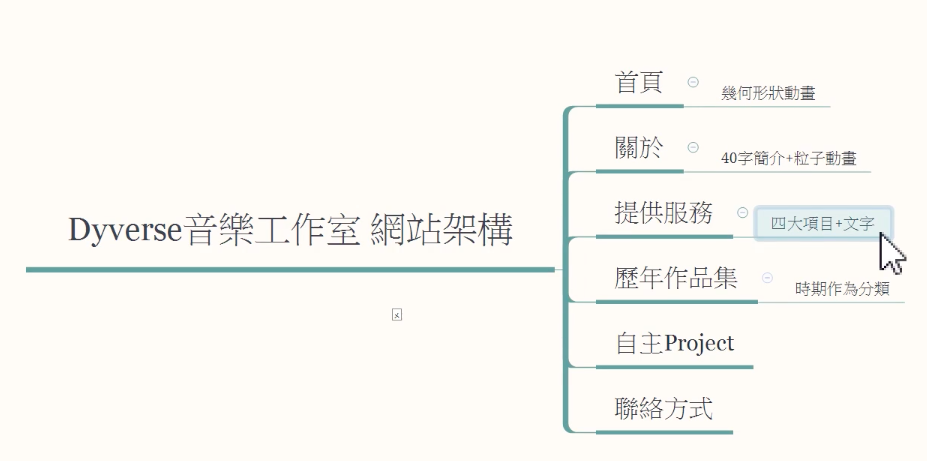 首頁
幾何形狀動畫
關於
40字簡介+粒子動畫
Dyverse音樂工作室 網站架構
提供服務
四大項目+文字
歷年作品集
時期作為分類
自主Project
聯絡方式